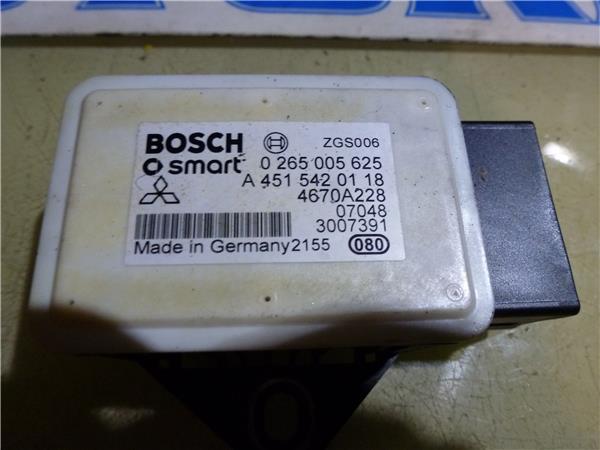 BOSCH ZGS006
smart 0 265 005 625
A 451 542 01 18
4670A228
07048
3007391
Made in Germany2155 080